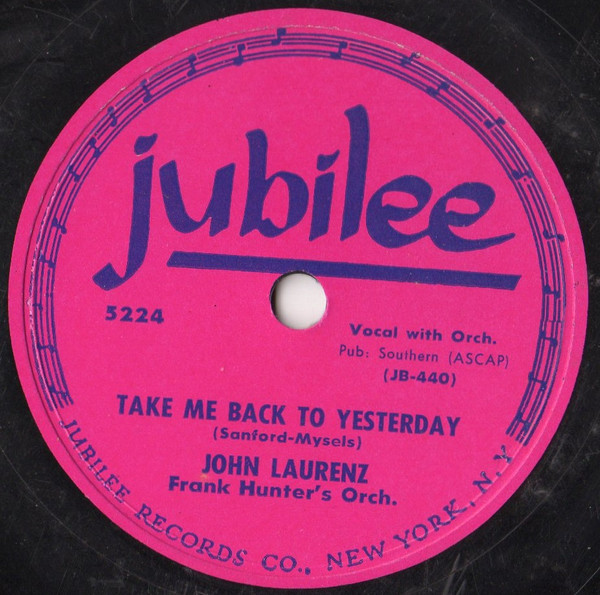 jubilee
5224
Vocal with Orch.
Pub: Southern (ASCAP)
(JB-440)
TAKE ME BACK TO YESTERDAY
(Sanford-Mysels)
JOHN LAURENZ
Frank Hunter's Orch.
JUBILEE RECORDS CO., NEW YORK, N.Y.